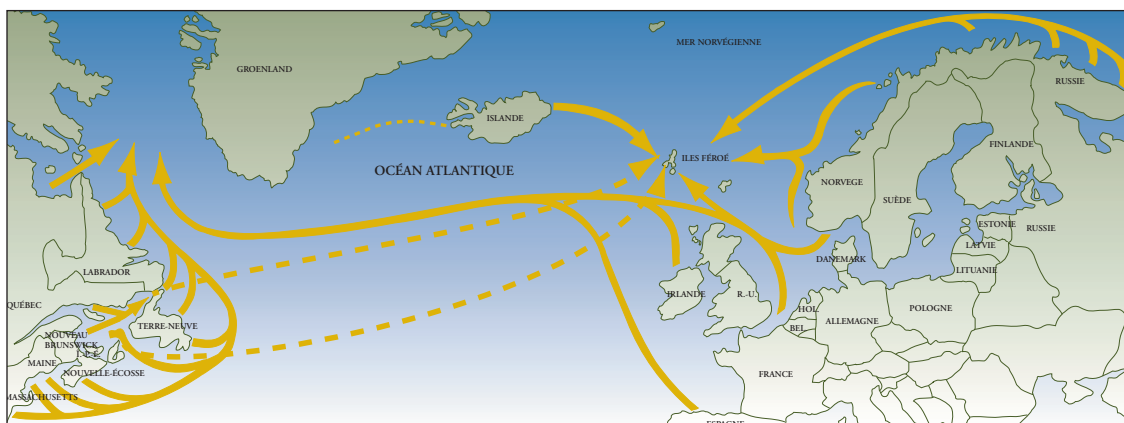 MER NORVÉGIENNE
GROENLAND
RUSSIE
ISLANDE
FINLANDE
ILES FÉROÉ
OCÉAN ATLANTIQUE
NORVEGE
SUÈDE
ESTONIE
RUSSIE
LATVIE
DANEMARK
LABRADOR
LITUANIE
IRLANDE
R.-U.
QUÉBEC
HOL.
POLOGNE
TERRE-NEUVE
ALLEMAGNE
BEL
NOUVEAU
BRUNSWICK
I.-P.-É.
MAINE
NOUVELLE-ÉCOSSE
FRANCE
MASSACHUSETTS
ESPAGNE